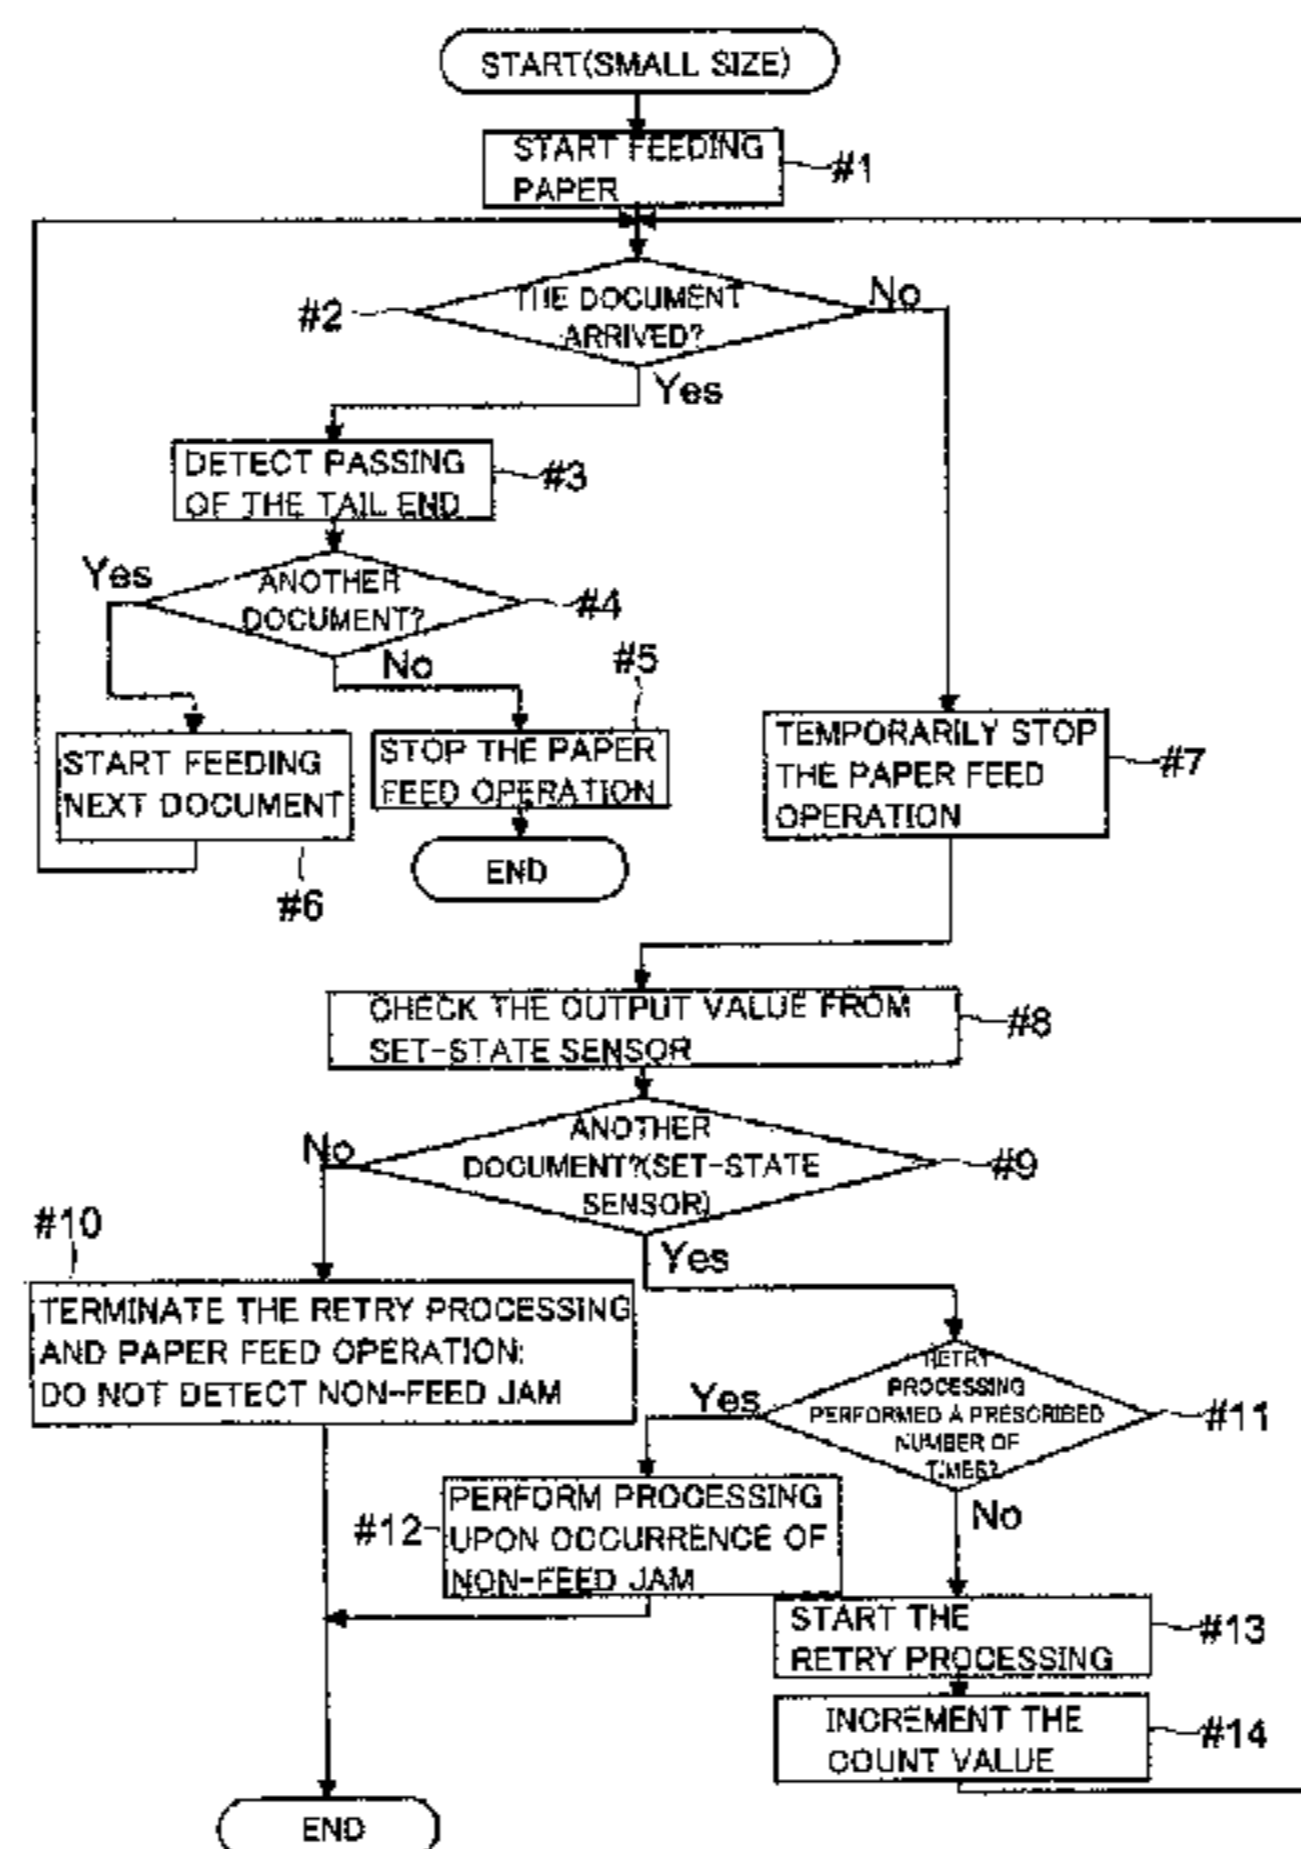 START(SMALL SIZE)
START FEEDING
PAPER
#1
THE DOCUMENT
ARRIVED?
#2
No
Yes
DETECT PASSING
OF THE TAIL END
#3
Yes
ANOTHER
DOCUMENT?
#4
No
#5
START FEEDING
NEXT DOCUMENT
#6
STOP THE PAPER
FEED OPERATION
END
TEMPORARILY STOP
THE PAPER FEED
OPERATION
#7
CHECK THE OUTPUT VALUE FROM
SET-STATE SENSOR
#8
No
ANOTHER
DOCUMENT?(SET-STATE
SENSOR)
#9
Yes
#10
TERMINATE THE RETRY PROCESSING
AND PAPER FEED OPERATION:
DO NOT DETECT NON-FEED JAM
Yes
RETRY
PROCESSING
PERFORMED A PRESCRIBED
NUMBER OF
TIMES?
#11
No
#12
PERFORM PROCESSING
UPON OCCURRENCE OF
NON-FEED JAM
START THE
RETRY PROCESSING
#13
INCREMENT THE
COUNT VALUE
#14
END